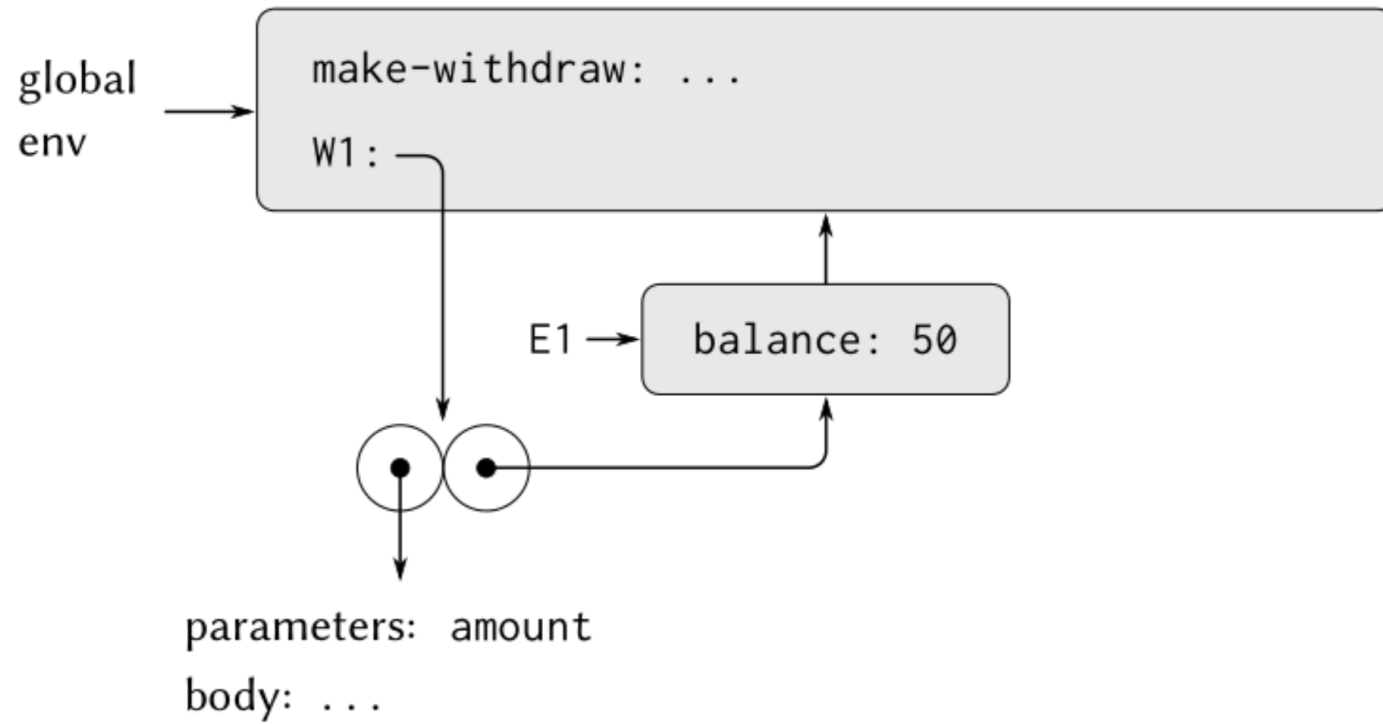 global
env
make-withdraw: ...
W1:
E1
balance: 50
parameters: amount
body: ...